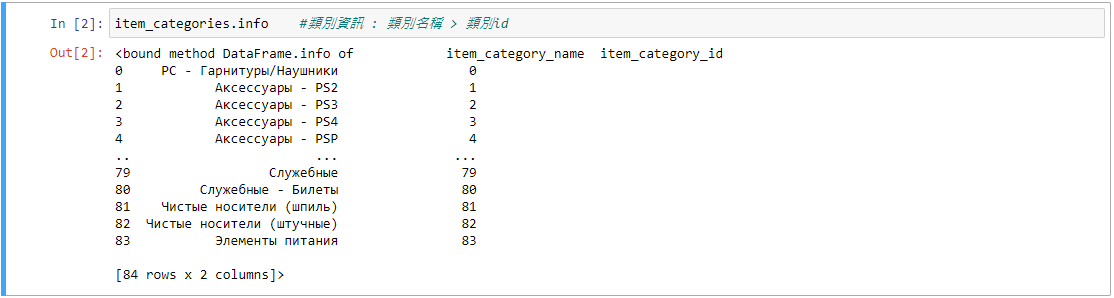 In [2]: item_categories.info    #類別資訊 : 類別名稱 > 類別id
Out[2]: <bound method DataFrame.info of            item_category_name  item_category_id
0     PC - Гарнитуры/Наушники                 0
1            Аксессуары - PS2                 1
2            Аксессуары - PS3                 2
3            Аксессуары - PS4                 3
4            Аксессуары - PSP                 4
..                        ...               ...
79                  Служебные                79
80         Служебные - Билеты                80
81    Чистые носители (шпиль)                81
82  Чистые носители (штучные)                82
83           Элементы питания                83
[84 rows x 2 columns]>